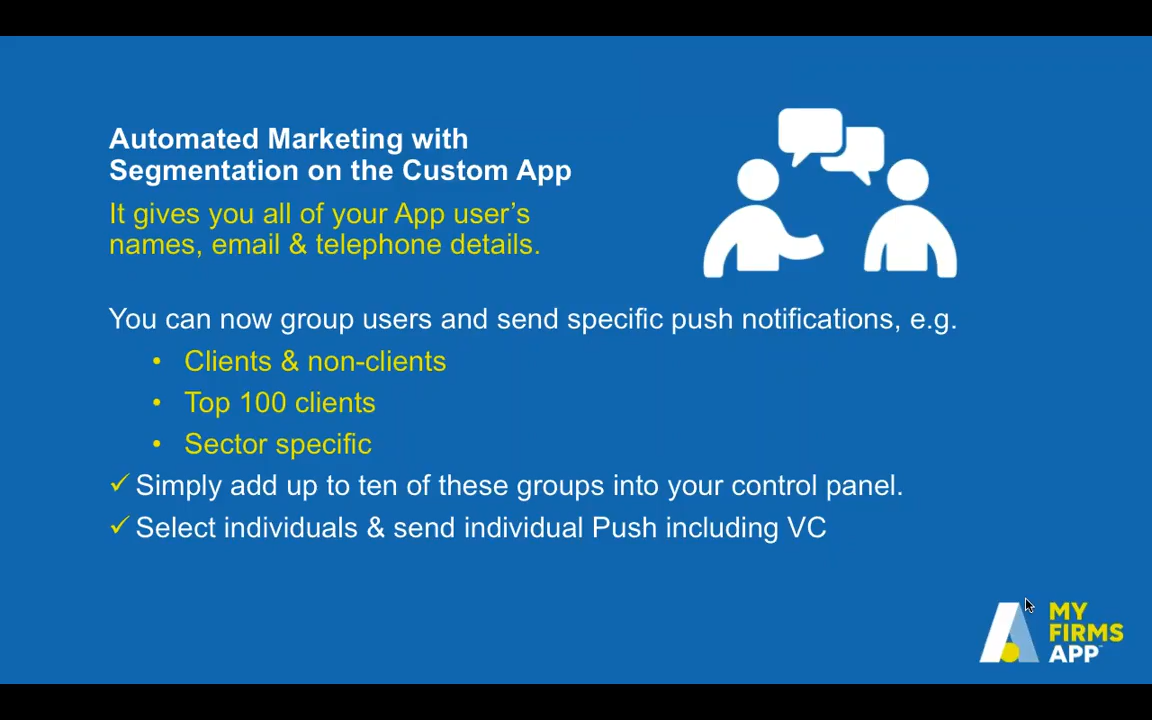 Automated Marketing with
Segmentation on the Custom App
It gives you all of your App user's
names, email & telephone details.
You can now group users and send specific push notifications, e.g.
• Clients & non-clients
• Top 100 clients
• Sector specific
✓ Simply add up to ten of these groups into your control panel.
✓ Select individuals & send individual Push including VC
MY
FIRMS
APP